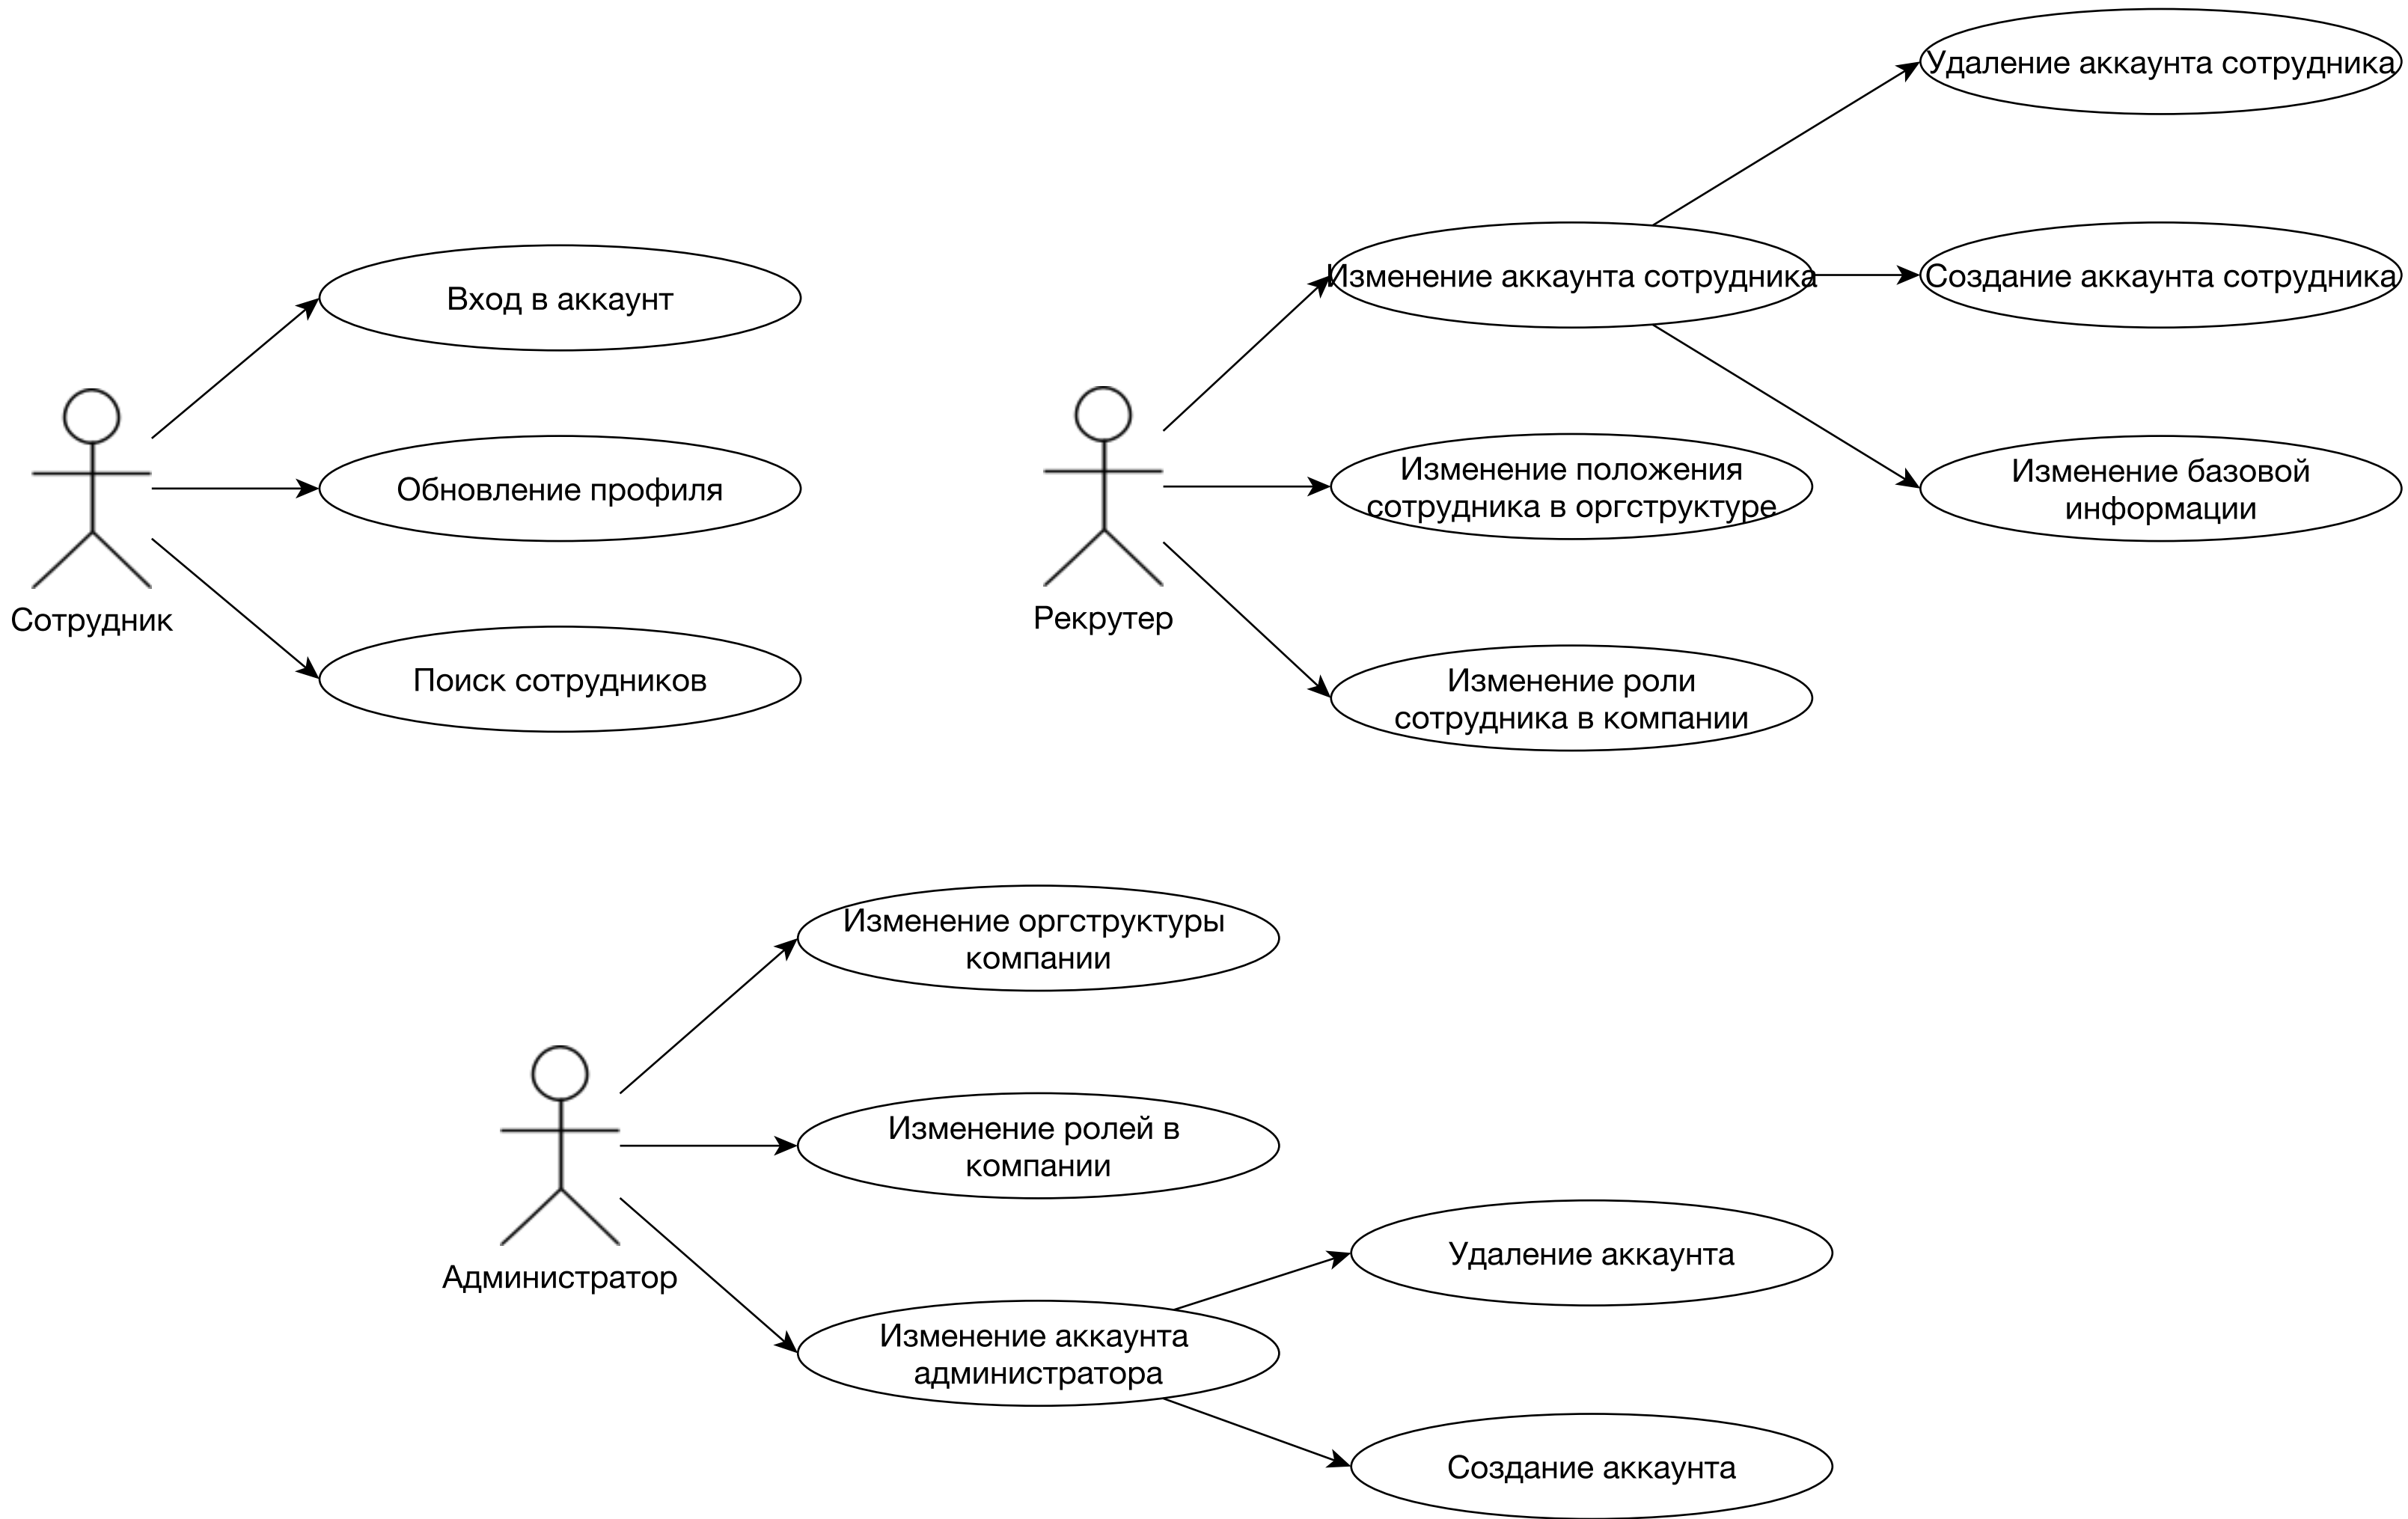 Удаление аккаунта сотрудника
Вход в аккаунт
Изменение аккаунта сотрудника
Создание аккаунта сотрудника
Обновление профиля
Изменение положения
сотрудника в оргструктуре
Изменение базовой
информации
Сотрудник
Рекрутер
Поиск сотрудников
Изменение роли
сотрудника в компании
Изменение оргструктуры
компании
Изменение ролей в
компании
Администратор
Удаление аккаунта
Изменение аккаунта
администратора
Создание аккаунта